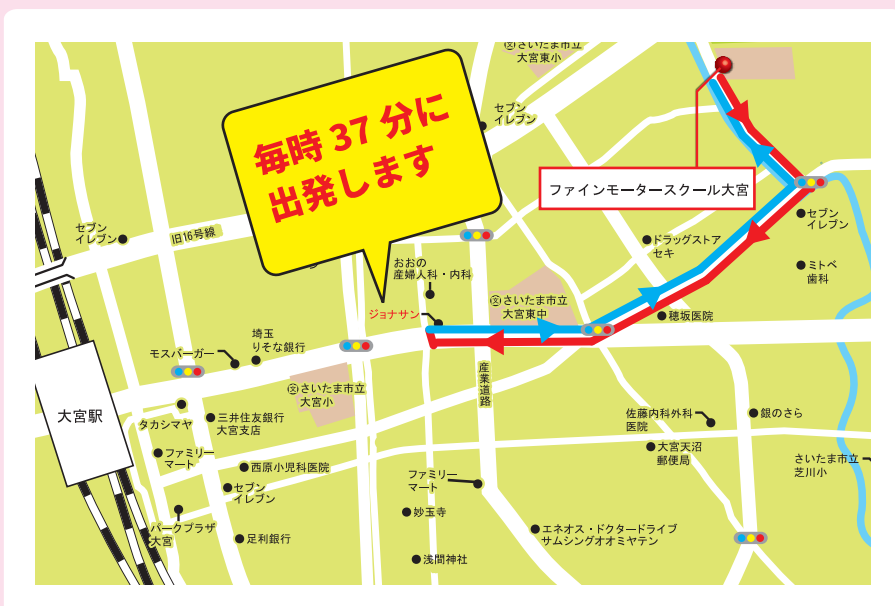 ㊛さいたま市立
大宮東小
セブン
イレブン
毎時 37 分に
出発します
ファインモータースクール大宮
セブン
イレブン
セブン
イレブン
旧16号線
ドラッグストア
セキ
おおの
産婦人科・内科
ミトベ
歯科
㊛さいたま市立
大宮東中
ジョナサン
穂坂医院
埼玉
りそな銀行
モスバーガー
産業道路
㊛さいたま市立
大宮小
大宮駅
タカシマヤ
三井住友銀行
大宮支店
佐藤内科外科
医院
銀のさら
ファミリー
マート
大宮天沼
郵便局
さいたま市立
芝川小
西原小児科医院
ファミリー
マート
セブン
イレブン
妙玉寺
パークプラザ
大宮
足利銀行
エネオス・ドクタードライブ
サムシングオオミヤテン
浅間神社